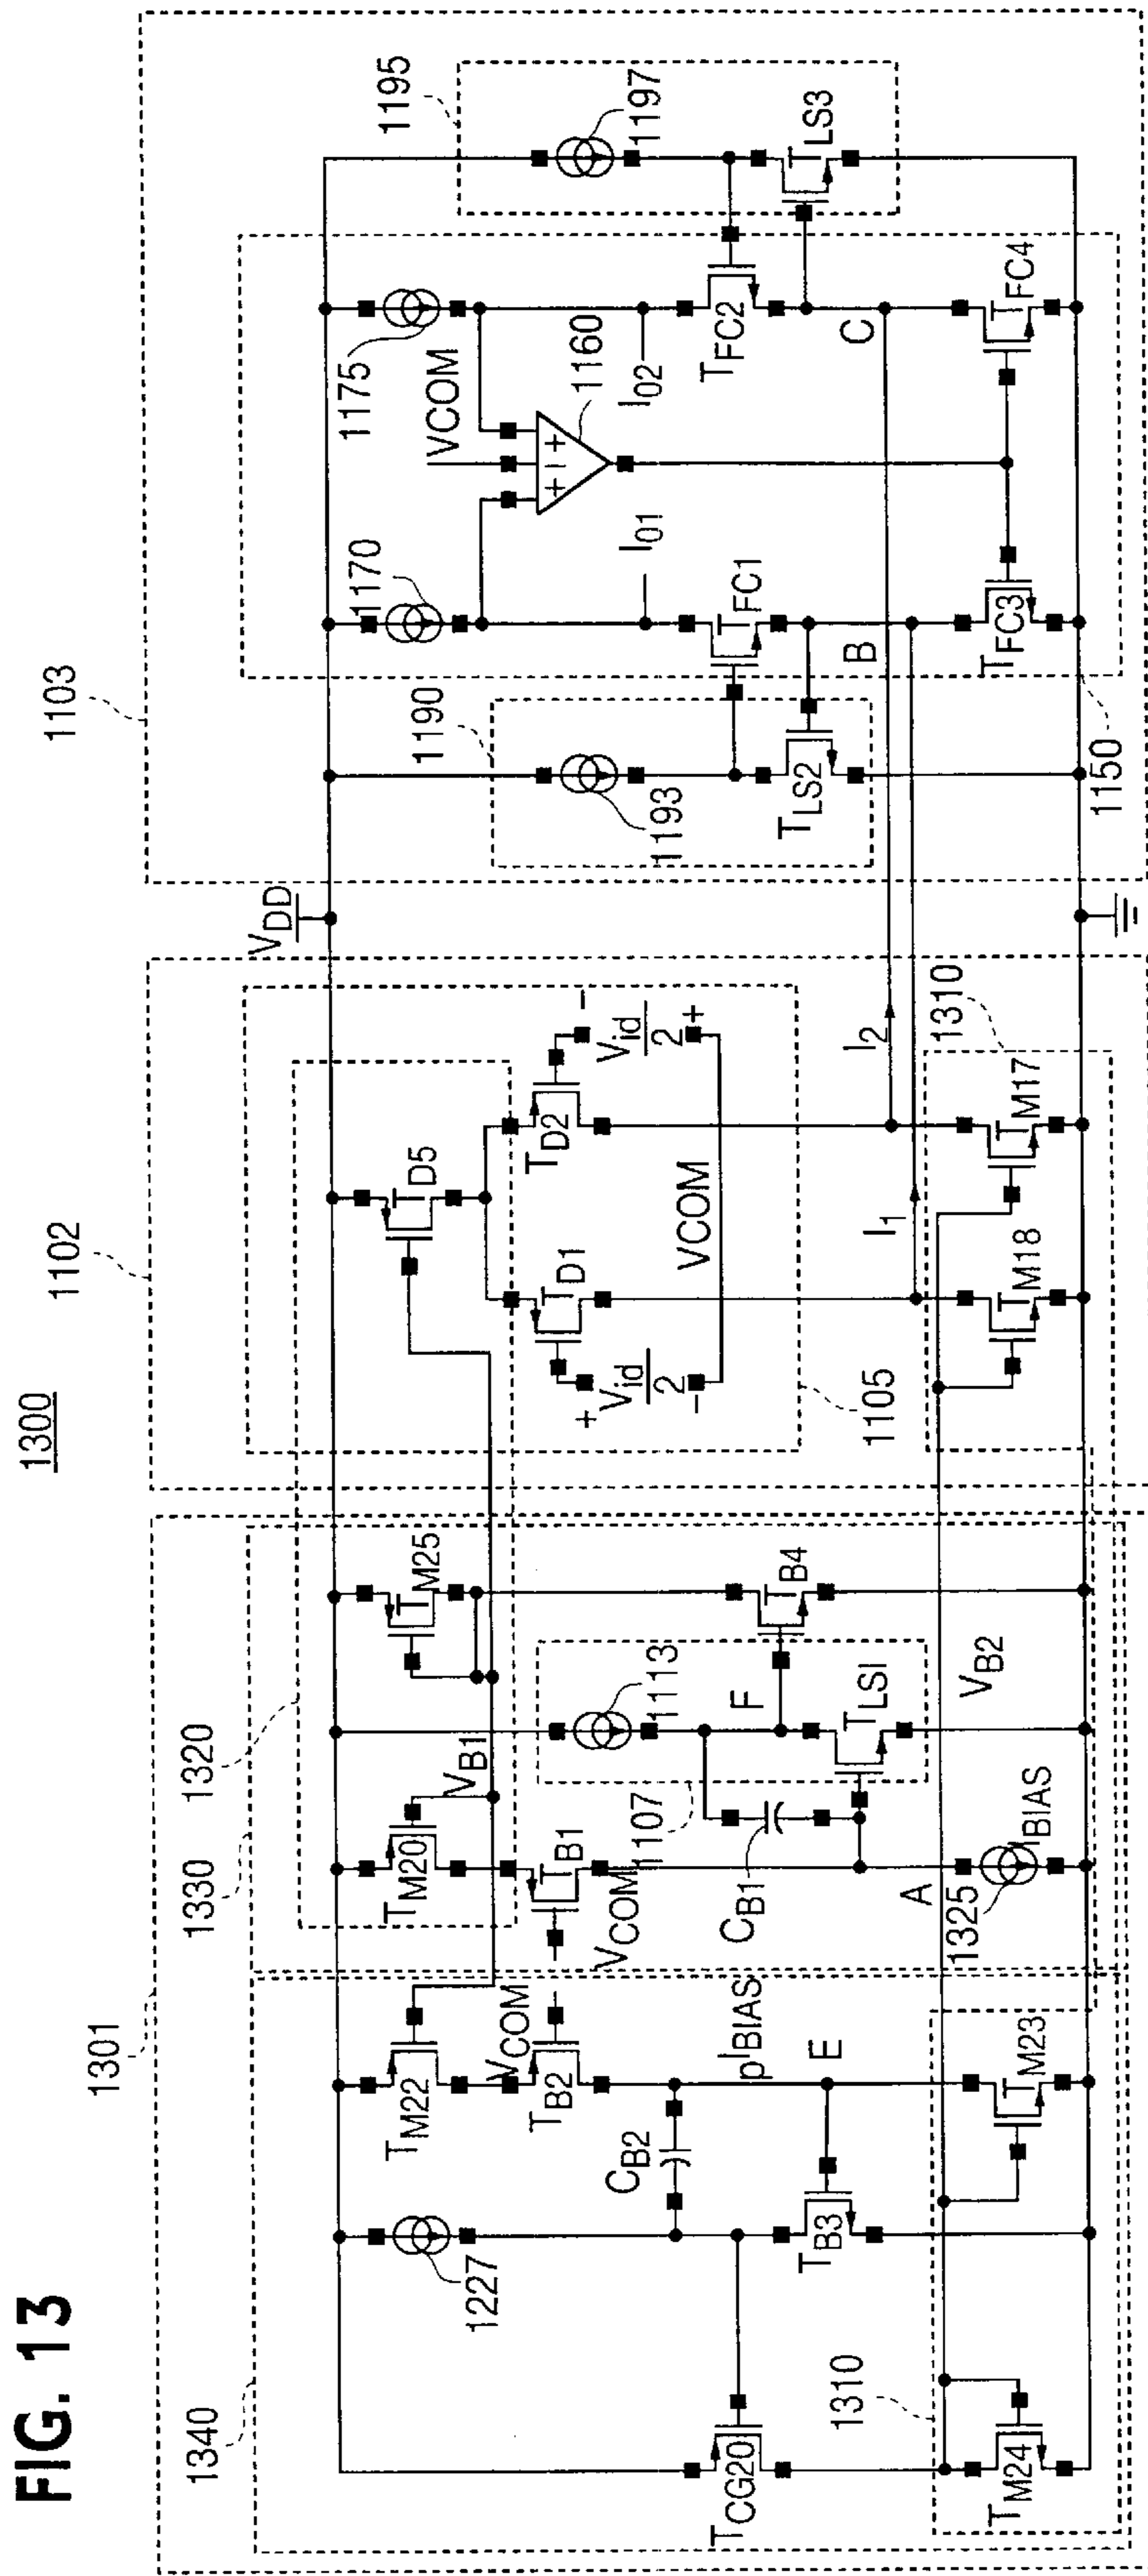 FIG. 13
1300
1301
1102
1103
1340
1330
1320
1105
1310
1190
1195
V_DD
T_M22
V_COM
T_B2
T_M20
V_B1
T_B1
V_COM
T_M25
T_D5
T_D1
T_D2
+ V_id/2 -
- V_id/2 +
VCOM
1227
C_B2
pI_BIAS
E
T_CG20
T_B3
1310
T_M24
T_M23
1107
C_B1
1113
F
T_LS1
T_B4
A
1325
I_BIAS
V_B2
I_1
I_2
T_M18
T_M17
1310
1170
1175
VCOM
+ - +
1160
I_01
I_02
1193
1197
T_FC1
T_FC2
T_LS2
T_LS3
B
C
T_FC3
T_FC4
1150